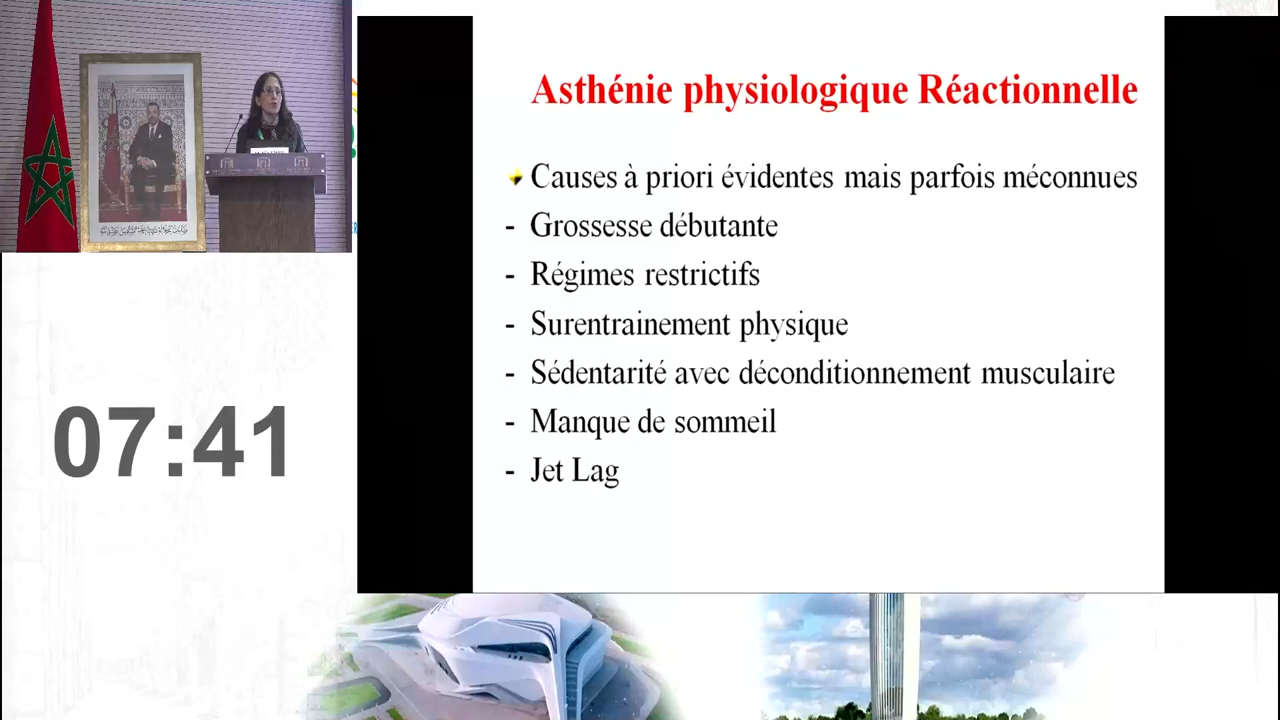 Asthénie physiologique Réactionnelle
Causes à priori évidentes mais parfois méconnues
- Grossesse débutante
- Régimes restrictifs
- Surentrainement physique
- Sédentarité avec déconditionnement musculaire
- Manque de sommeil
- Jet Lag
07:41